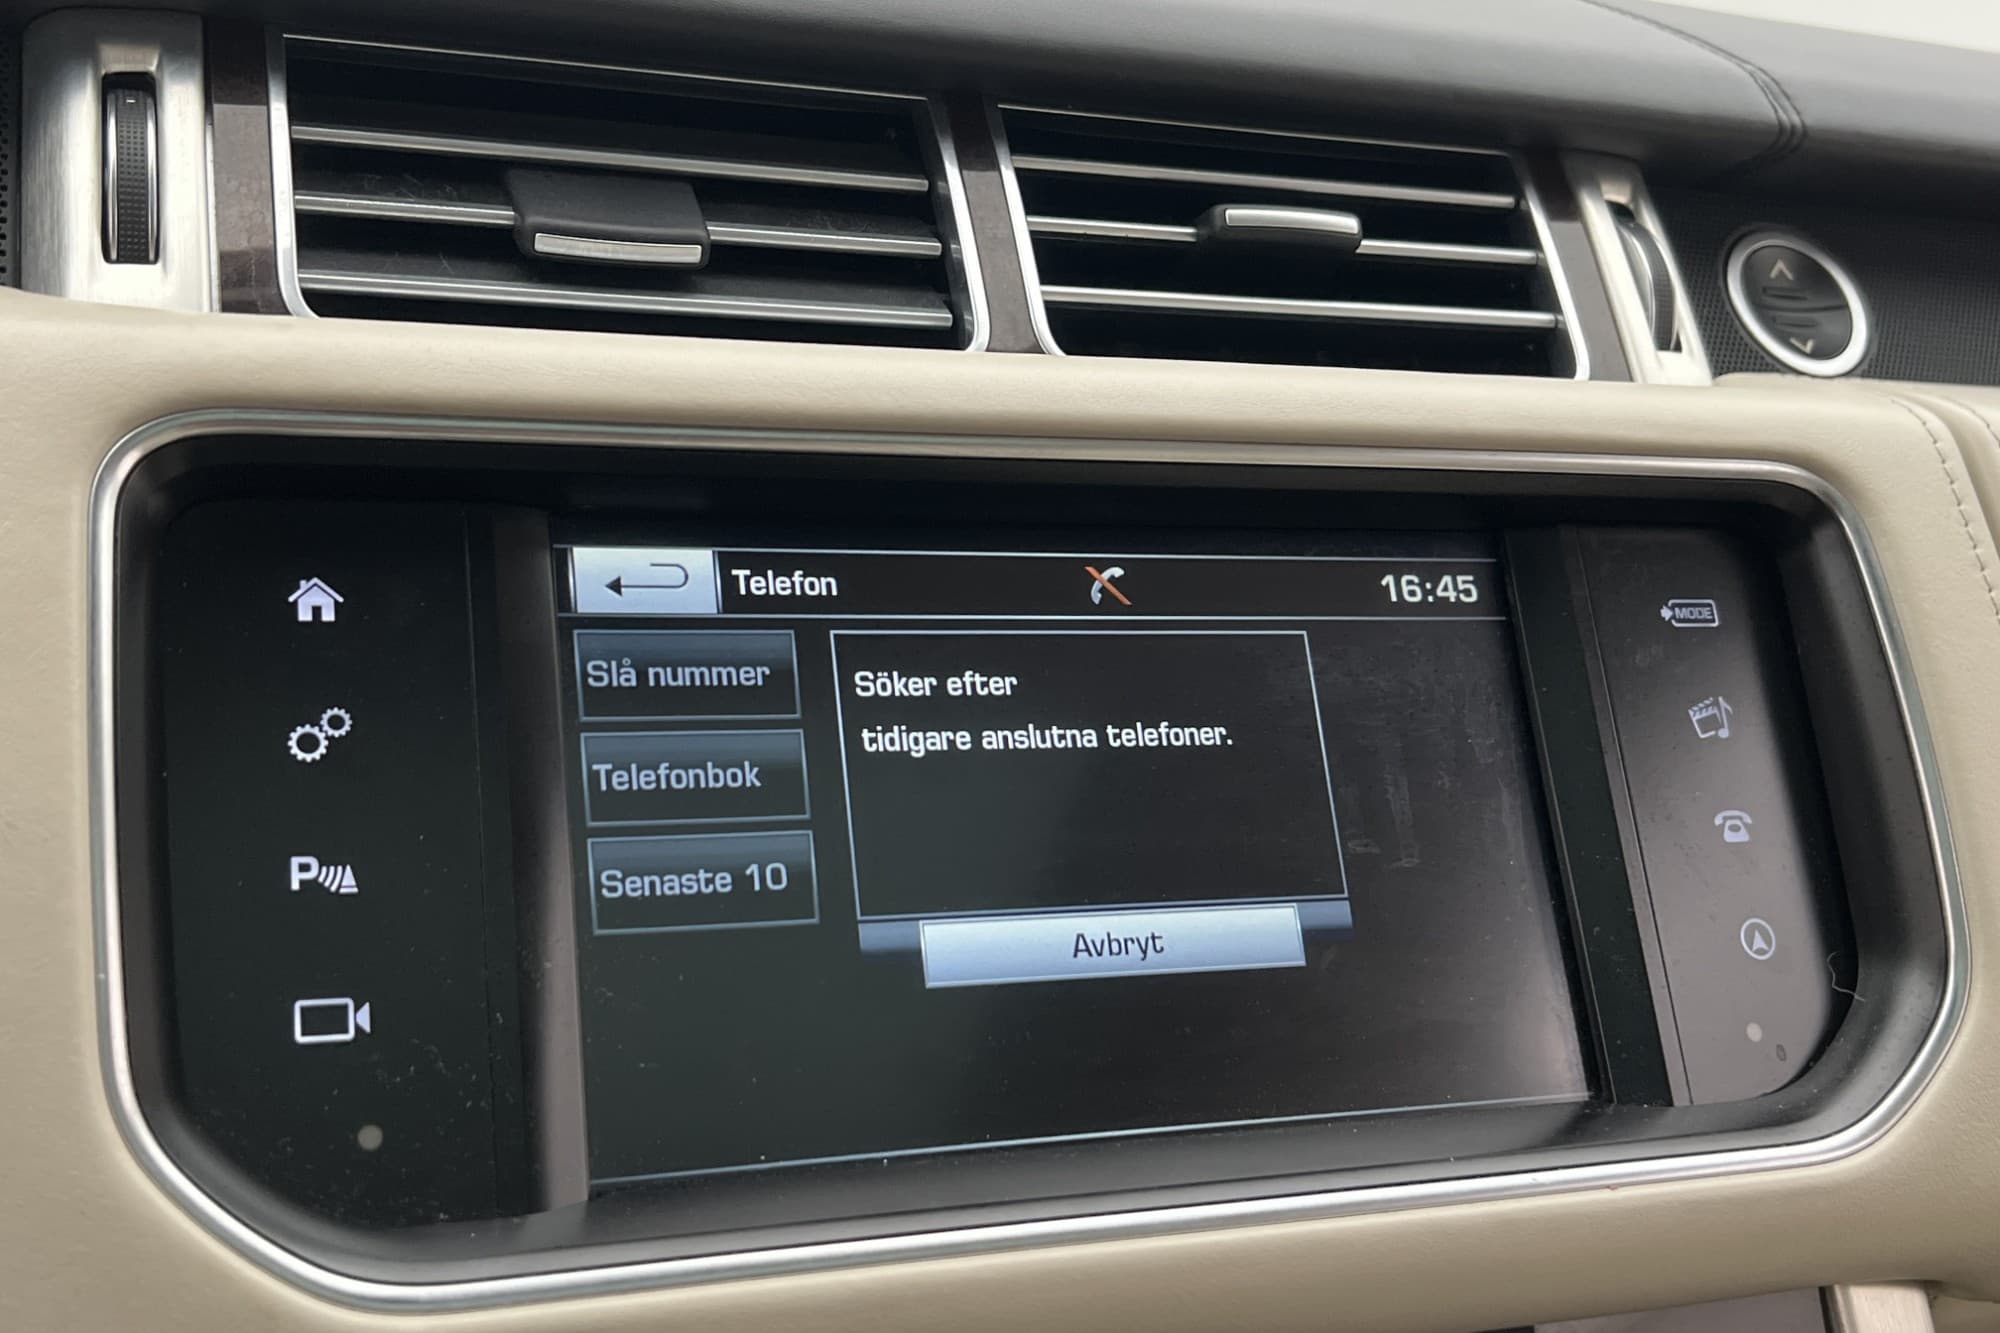 Telefon
16:45
Slå nummer
Telefonbok
Senaste 10
Söker efter
tidigare anslutna telefoner.
Avbryt
P
MODE